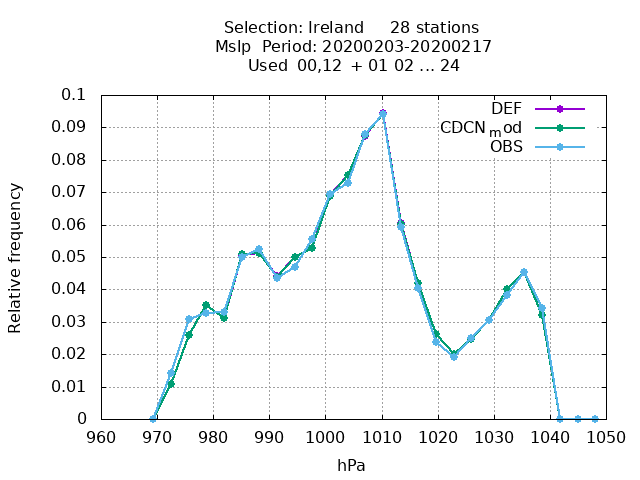 Selection: Ireland 28 stations
Mslp Period: 20200203-20200217
Used 00,12 + 01 02 ... 24
DEF
CDCN_mod
OBS
Relative frequency
0.1
0.09
0.08
0.07
0.06
0.05
0.04
0.03
0.02
0.01
0
960 970 980 990 1000 1010 1020 1030 1040 1050
hPa